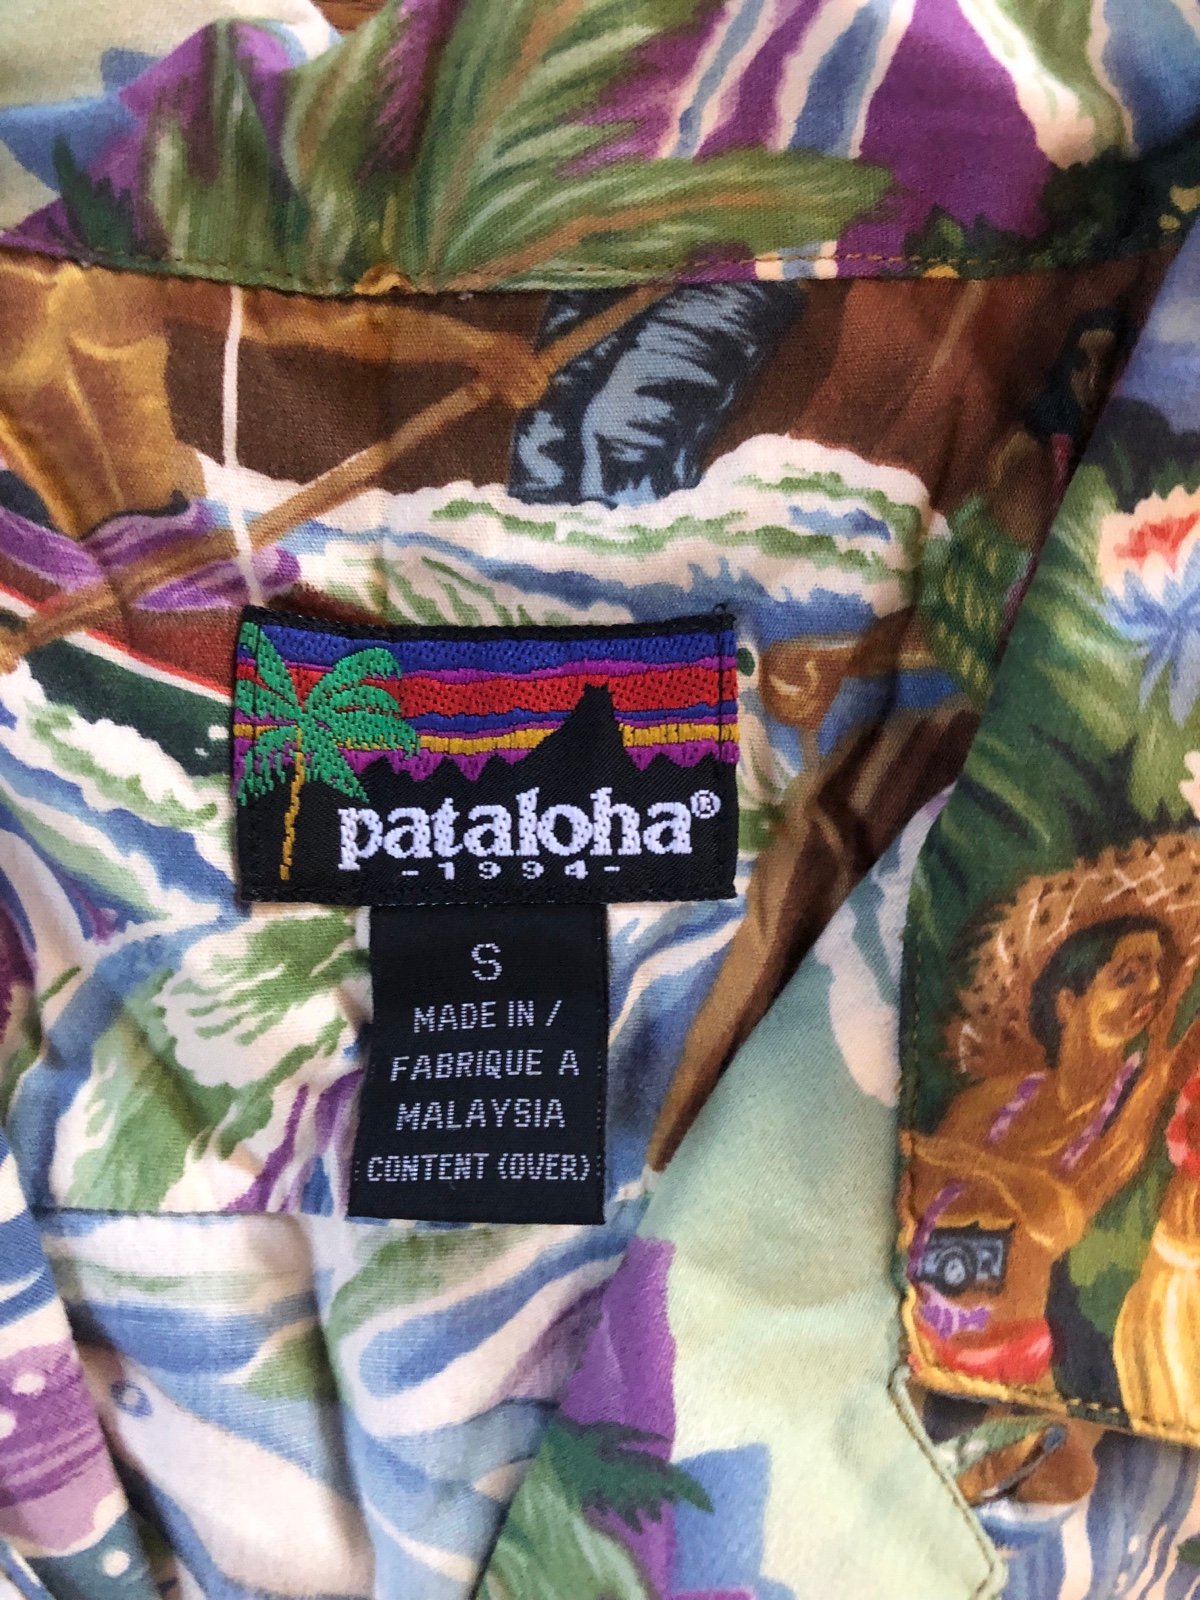 pataloha®
-1994-
S
MADE IN /
FABRIQUE A
MALAYSIA
CONTENT (OVER)